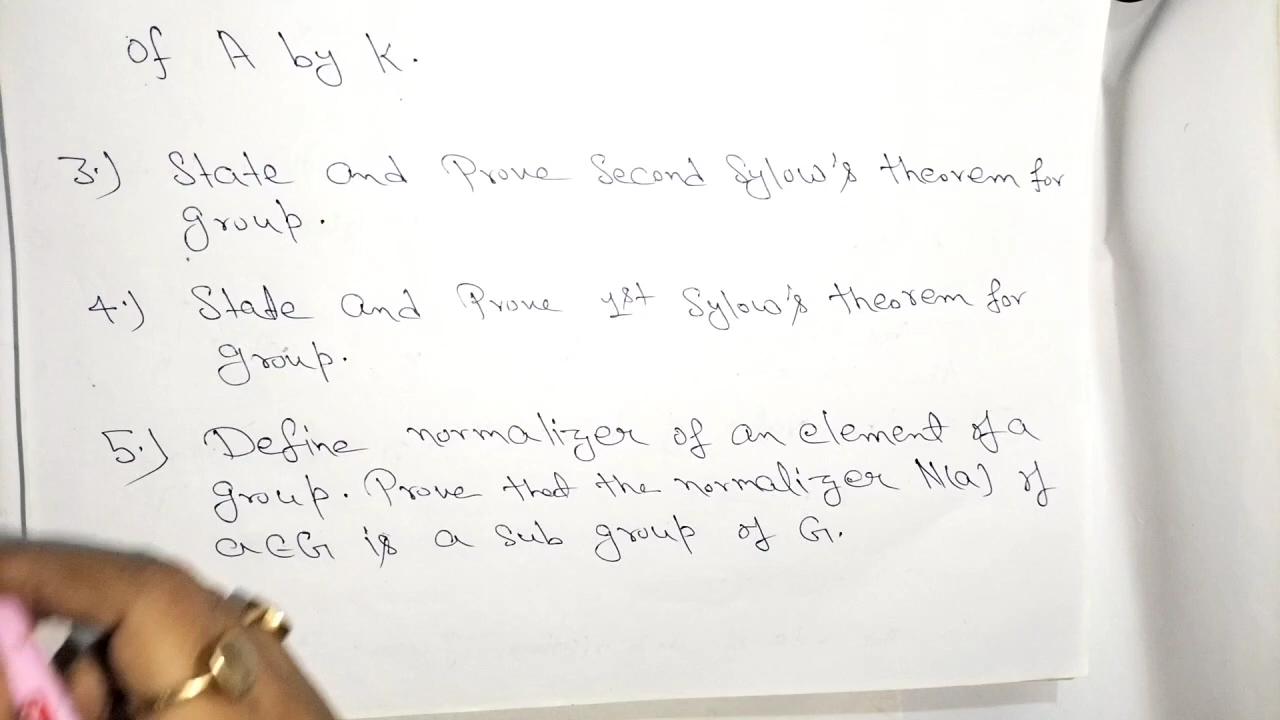 of A by K.
3.) State and Prove Second Sylow's theorem for
group.
4.) State and Prove 1st Sylow's theorem for
group.
5.) Define normalizer of an element of a
group. Prove that the normalizer N(a) of
a∈G is a sub group of G.